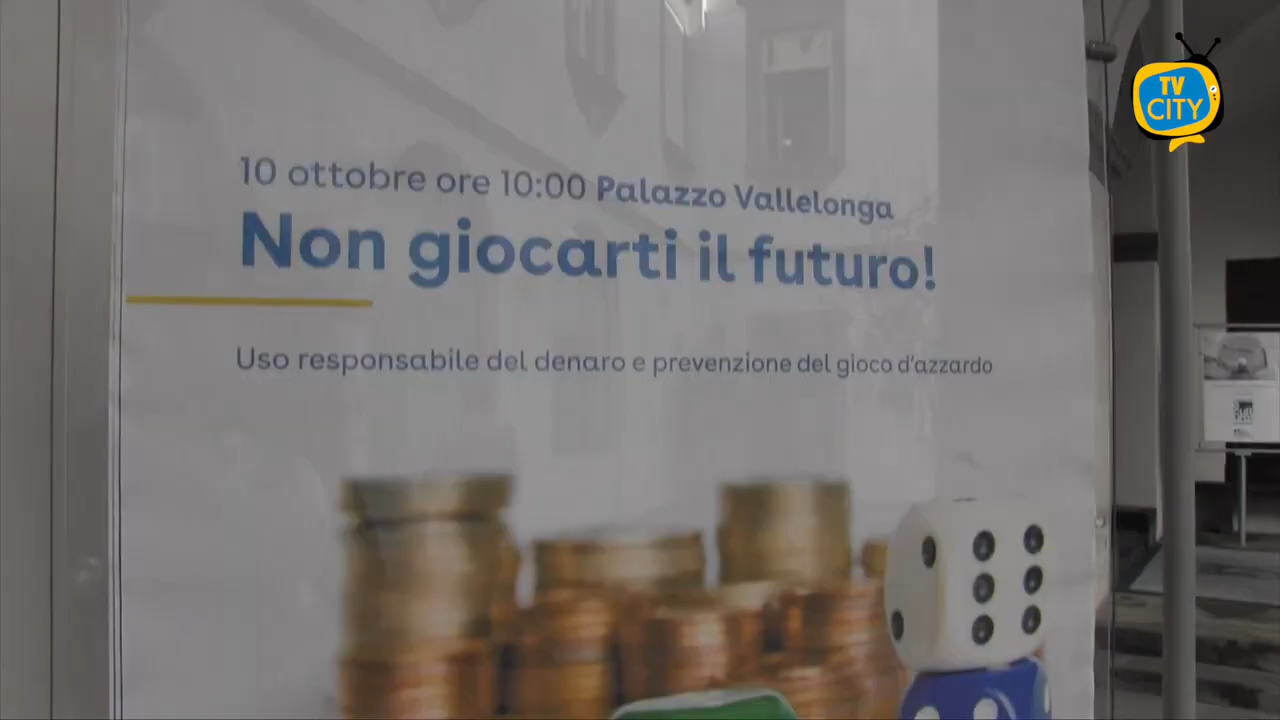 TV
CITY
10 ottobre ore 10:00 Palazzo Vallelonga
Non giocarti il futuro!
Uso responsabile del denaro e prevenzione del gioco d'azzardo